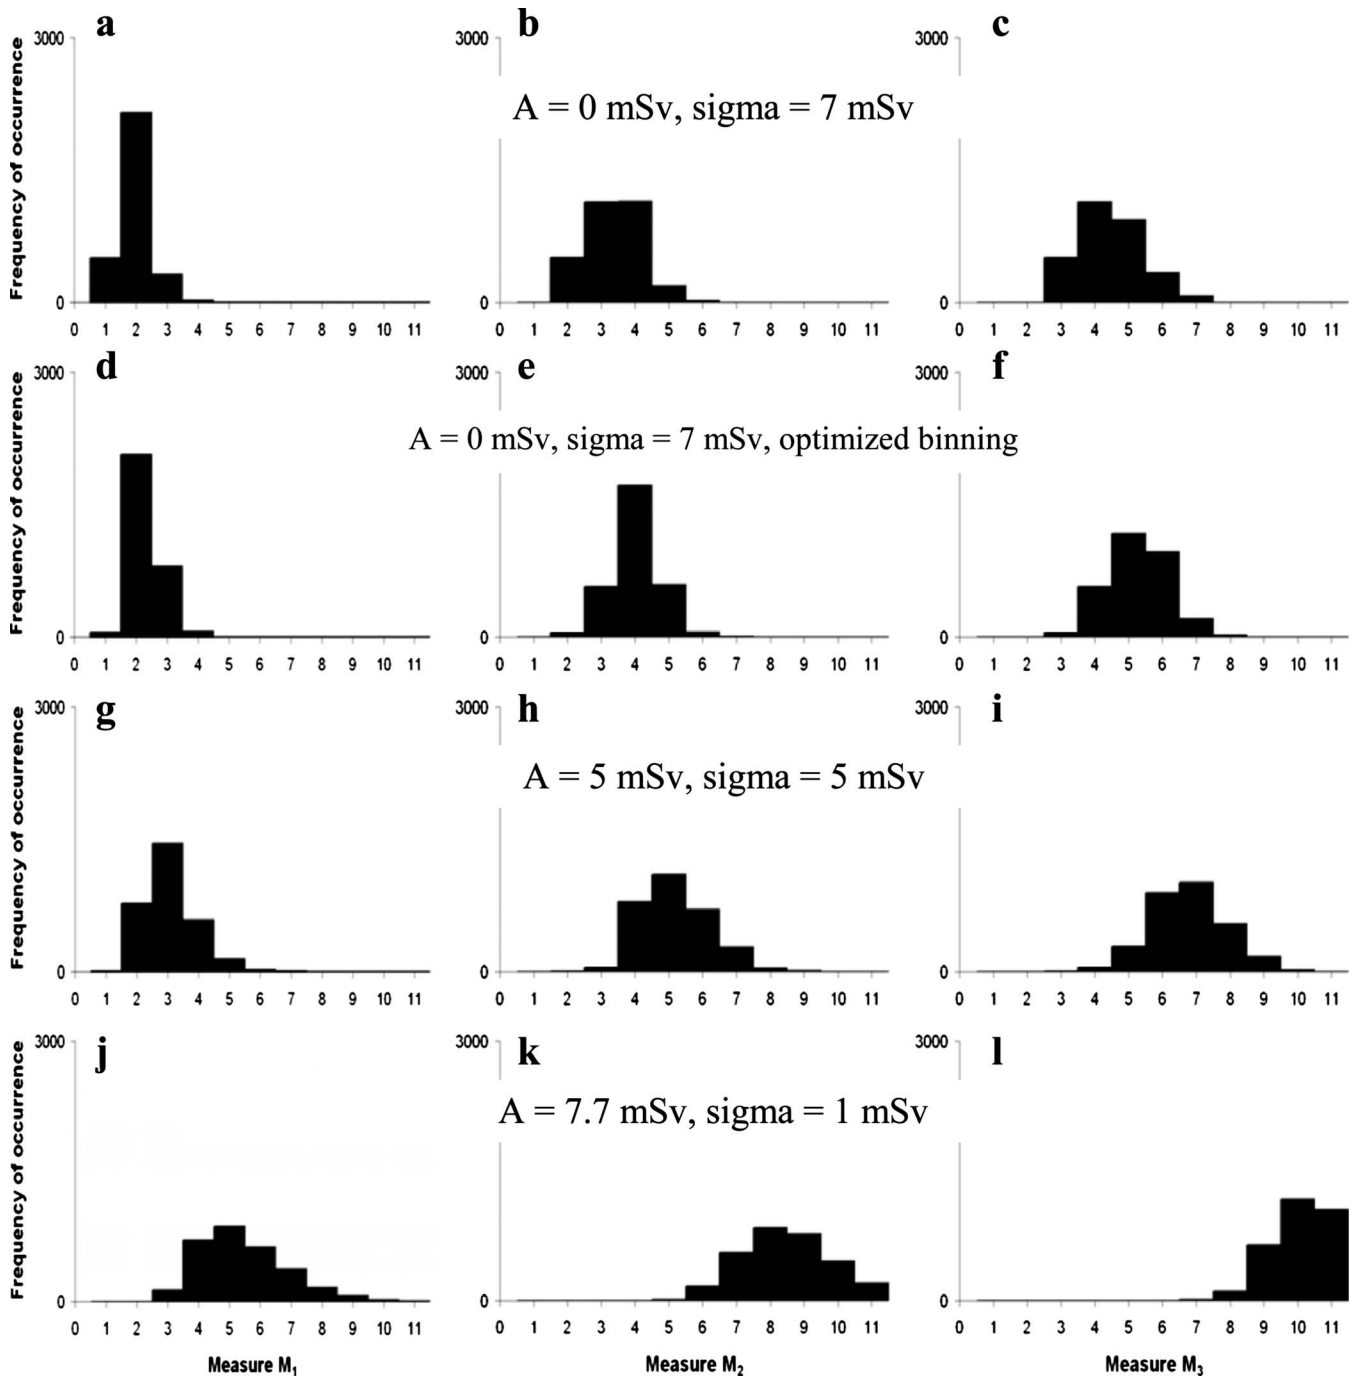 a b c
3000 3000 3000
Frequency of occurrence
A = 0 mSv, sigma = 7 mSv
0 0 0
0 1 2 3 4 5 6 7 8 9 10 11 0 1 2 3 4 5 6 7 8 9 10 11 0 1 2 3 4 5 6 7 8 9 10 11
d e f
3000 3000 3000
Frequency of occurrence
A = 0 mSv, sigma = 7 mSv, optimized binning
0 0 0
0 1 2 3 4 5 6 7 8 9 10 11 0 1 2 3 4 5 6 7 8 9 10 11 0 1 2 3 4 5 6 7 8 9 10 11
g h i
3000 3000 3000
Frequency of occurrence
A = 5 mSv, sigma = 5 mSv
0 0 0
0 1 2 3 4 5 6 7 8 9 10 11 0 1 2 3 4 5 6 7 8 9 10 11 0 1 2 3 4 5 6 7 8 9 10 11
j k l
3000 3000 3000
Frequency of occurrence
A = 7.7 mSv, sigma = 1 mSv
0 0 0
0 1 2 3 4 5 6 7 8 9 10 11 0 1 2 3 4 5 6 7 8 9 10 11 0 1 2 3 4 5 6 7 8 9 10 11
Measure M₁ Measure M₂ Measure M₃